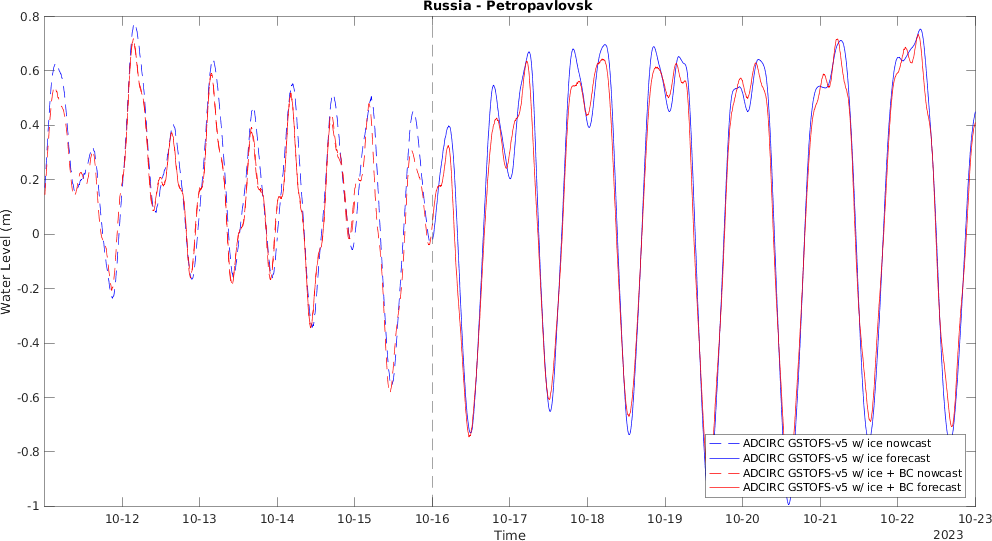 Russia - Petropavlovsk
0.8
0.6
0.4
0.2
0
-0.2
-0.4
-0.6
-0.8
-1
Water Level (m)
ADCIRC GSTOFS-v5 w/ ice nowcast
ADCIRC GSTOFS-v5 w/ ice forecast
ADCIRC GSTOFS-v5 w/ ice + BC nowcast
ADCIRC GSTOFS-v5 w/ ice + BC forecast
10-12 10-13 10-14 10-15 10-16 10-17 10-18 10-19 10-20 10-21 10-22 10-23
Time
2023